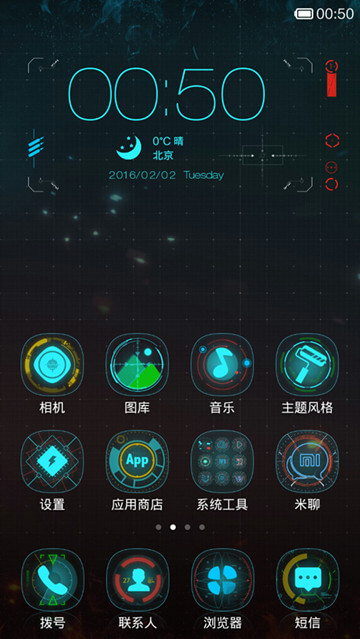 00:50
00:50
0°C 晴
北京
2016/02/02 Tuesday
相机 图库 音乐 主题风格
App mi
设置 应用商店 系统工具 米聊
拨号 联系人 浏览器 短信